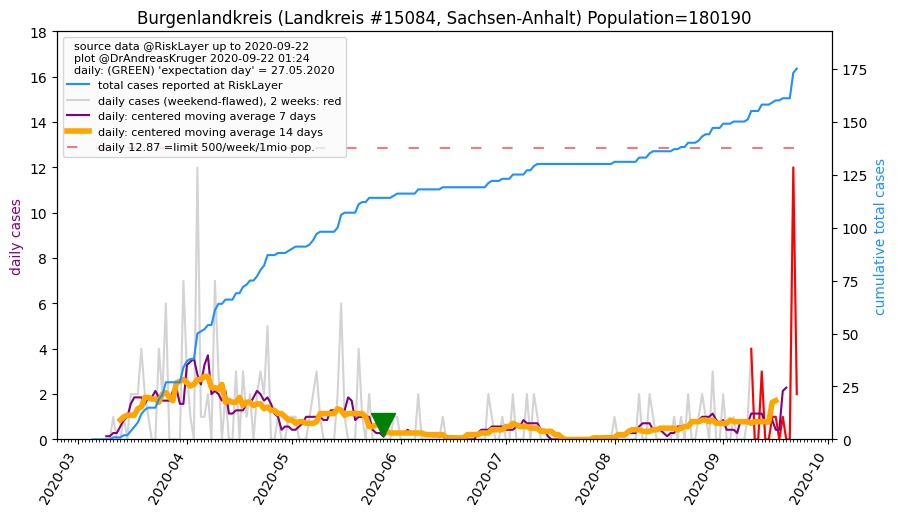 Burgenlandkreis (Landkreis #15084, Sachsen-Anhalt) Population=180190
source data @RiskLayer up to 2020-09-22
plot @DrAndreasKruger 2020-09-22 01:24
daily: (GREEN) 'expectation day' = 27.05.2020
total cases reported at RiskLayer
daily cases (weekend-flawed), 2 weeks: red
daily: centered moving average 7 days
daily: centered moving average 14 days
daily 12.87 =limit 500/week/1mio pop.
daily cases
18
16
14
12
10
8
6
4
2
0
175
150
125
100
75
50
25
0
cumulative total cases
2020-03
2020-04
2020-05
2020-06
2020-07
2020-08
2020-09
2020-10